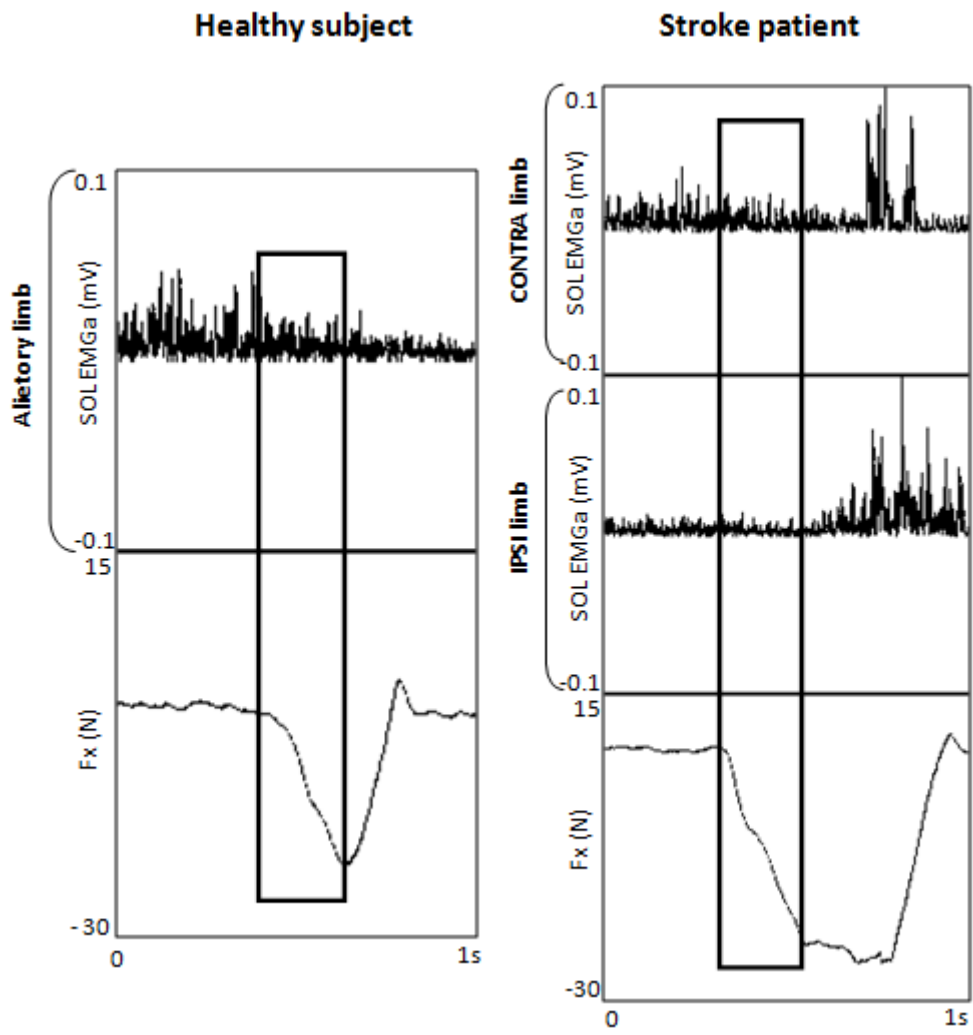 Healthy subject
Stroke patient
Alietory limb
SOL EMGa (mV)
0.1
-0.1
Fx (N)
15
-30
0
1s
CONTRA limb
SOL EMGa (mV)
0.1
-0.1
IPSI limb
SOL EMGa (mV)
0.1
-0.1
Fx (N)
15
-30
0
1s